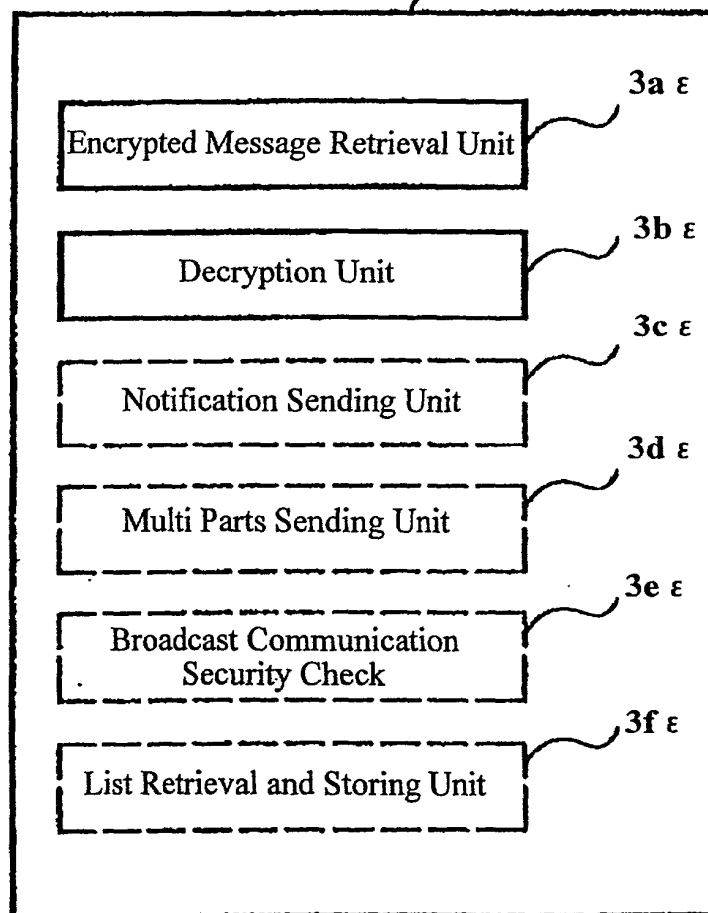 3a ε
Encrypted Message Retrieval Unit
3b ε
Decryption Unit
3c ε
Notification Sending Unit
3d ε
Multi Parts Sending Unit
3e ε
Broadcast Communication
Security Check
3f ε
List Retrieval and Storing Unit